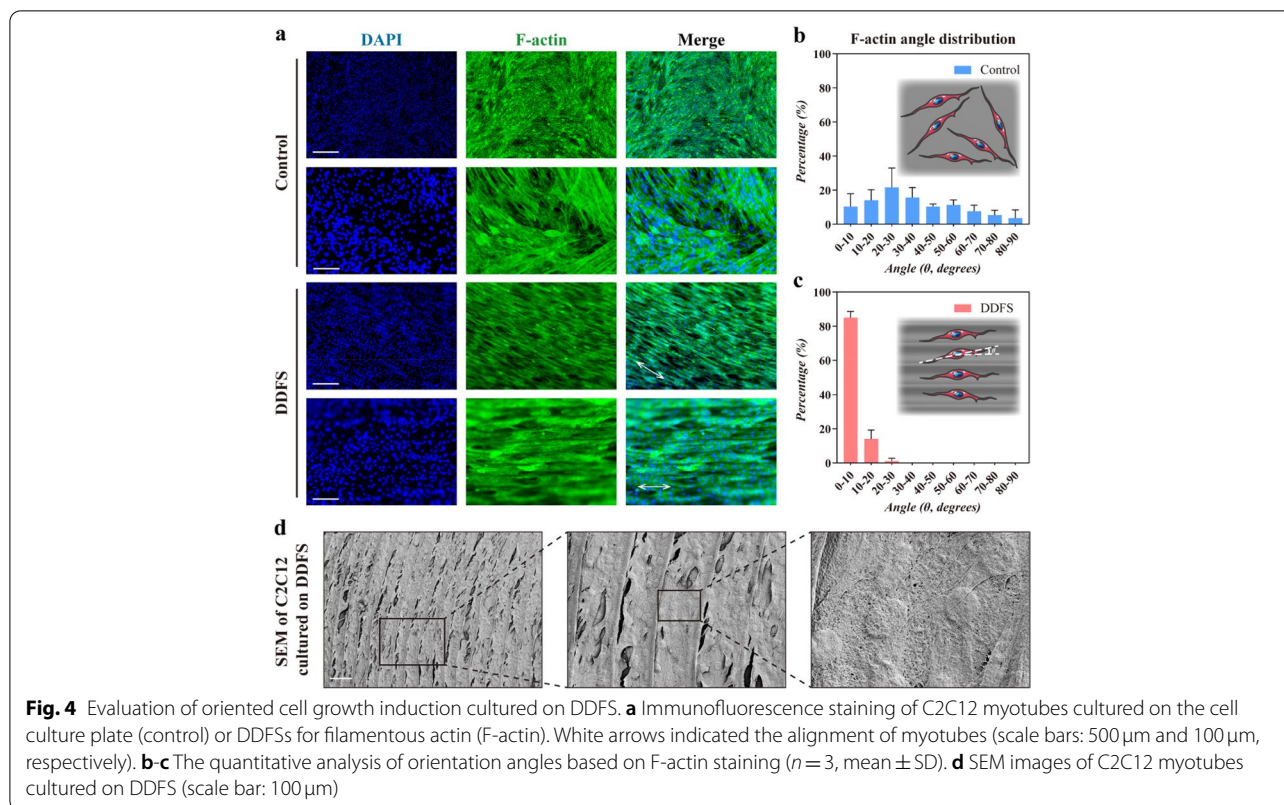 a
DAPI
F-actin
Merge
Control
DDFS
b
F-actin angle distribution
Control
Percentage (%)
100
80
60
40
20
0
0-10
10-20
20-30
30-40
40-50
50-60
60-70
70-80
80-90
Angle (θ, degrees)
c
DDFS
Percentage (%)
100
80
60
40
20
0
0-10
10-20
20-30
30-40
40-50
50-60
60-70
70-80
80-90
Angle (θ, degrees)
d
SEM of C2C12
cultured on DDFS
Fig. 4 Evaluation of oriented cell growth induction cultured on DDFS. a Immunofluorescence staining of C2C12 myotubes cultured on the cell
culture plate (control) or DDFSs for filamentous actin (F-actin). White arrows indicated the alignment of myotubes (scale bars: 500 μm and 100 μm,
respectively). b-c The quantitative analysis of orientation angles based on F-actin staining (n = 3, mean ± SD). d SEM images of C2C12 myotubes
cultured on DDFS (scale bar: 100 μm)